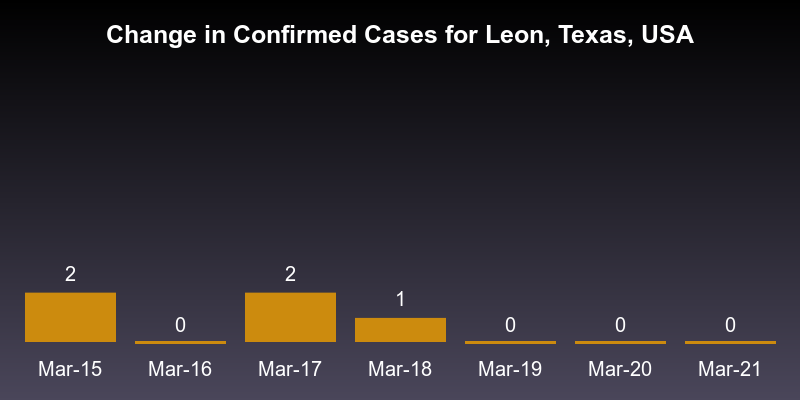 Change in Confirmed Cases for Leon, Texas, USA
2
0
2
1
0
0
0
Mar-15
Mar-16
Mar-17
Mar-18
Mar-19
Mar-20
Mar-21